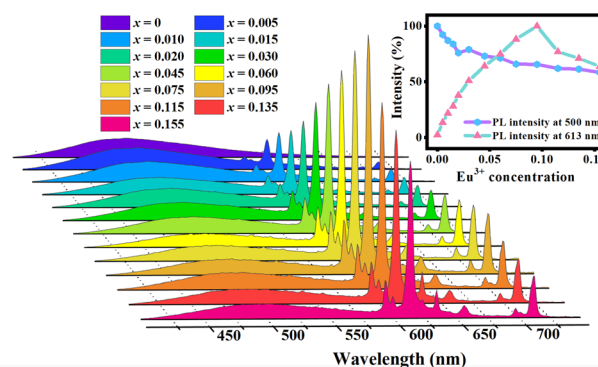 x = 0
x = 0.005
x = 0.010
x = 0.015
x = 0.020
x = 0.030
x = 0.045
x = 0.060
x = 0.075
x = 0.095
x = 0.115
x = 0.135
x = 0.155
Intensity (%)
100
50
0
PL intensity at 500 nm
PL intensity at 613 nm
0.00 0.05 0.10 0.15
Eu³⁺ concentration
450 500 550 600 650 700
Wavelength (nm)